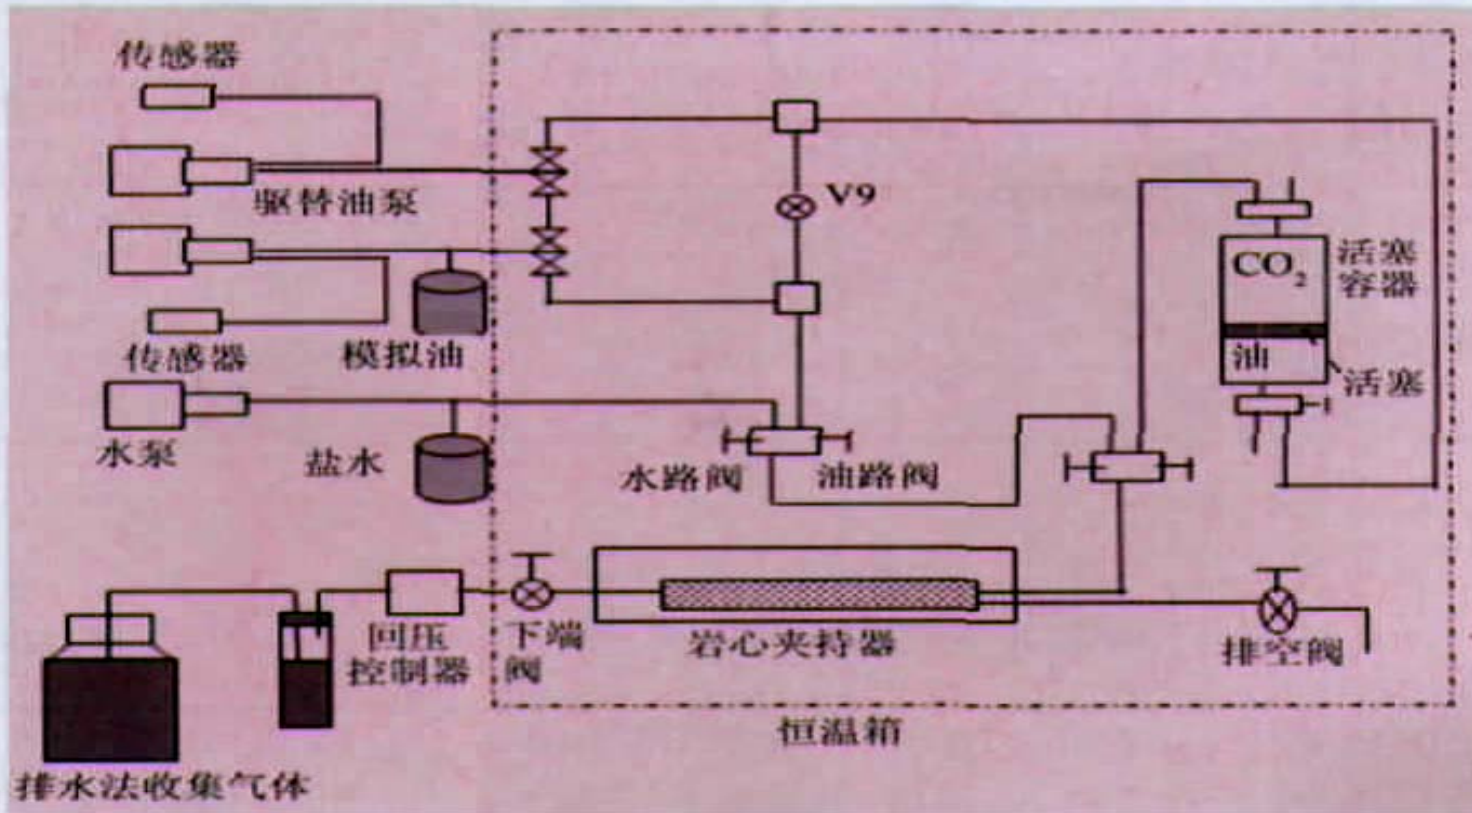 传感器
驱替油泵
V9
CO2
活塞
容器
油
活塞
传感器
模拟油
水泵
盐水
水路阀
油路阀
回压
控制器
下端
阀
岩心夹持器
排空阀
恒温箱
排水法收集气体